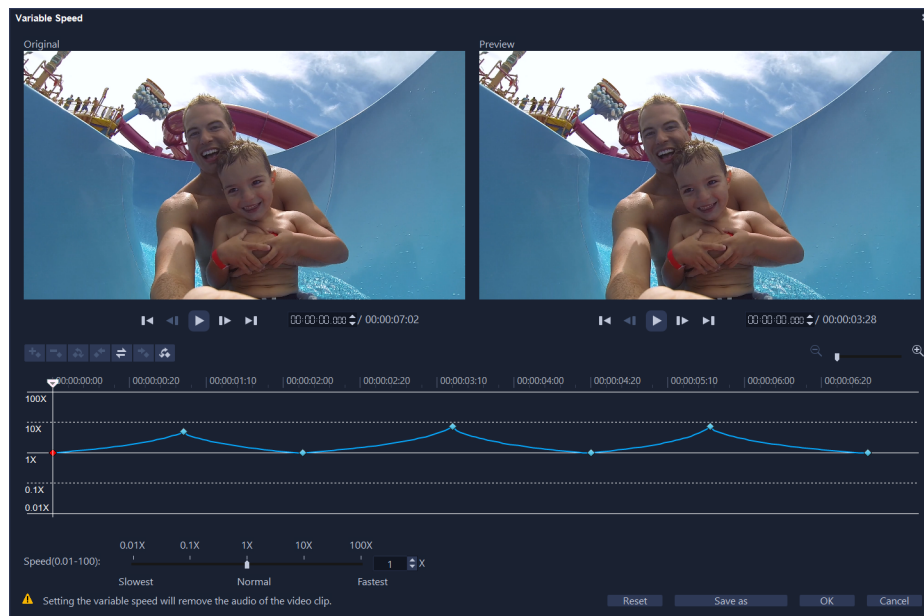 Variable Speed
Original
Preview
00:00:00.000 / 00:00:07:02
00:00:00.000 / 00:00:03:28
00:00:00:00 00:00:00:20 00:00:01:10 00:00:02:00 00:00:02:20 00:00:03:10 00:00:04:00 00:00:04:20 00:00:05:10 00:00:06:00 00:00:06:20
100X
10X
1X
0.1X
0.01X
0.01X 0.1X 1X 10X 100X
Speed(0.01-100): 1 X
Slowest Normal Fastest
Setting the variable speed will remove the audio of the video clip.
Reset Save as OK Cancel